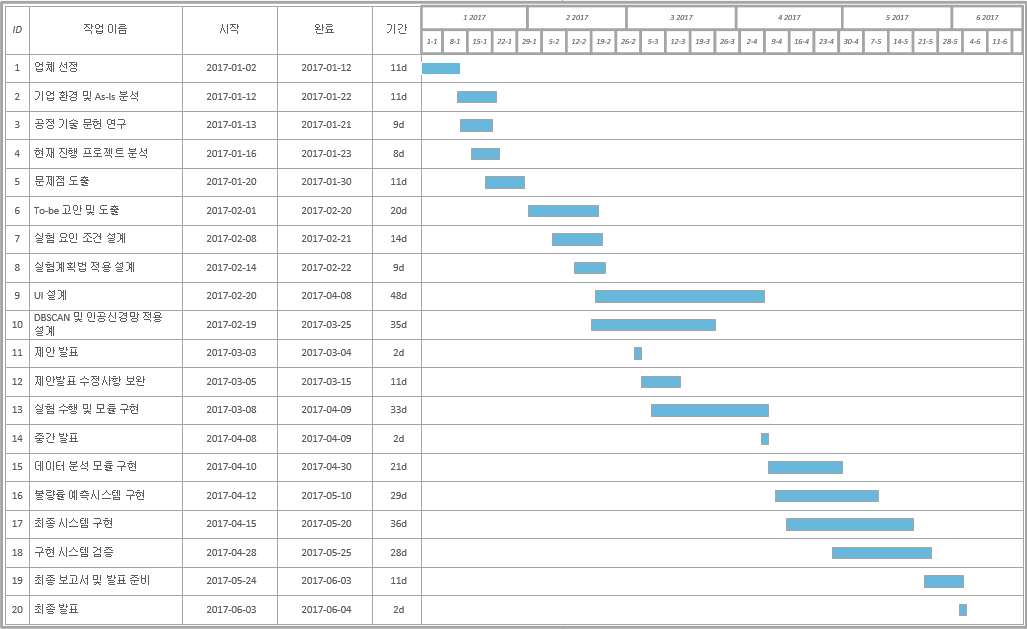 ID 작업 이름 시작 완료 기간 1 2017 2 2017 3 2017 4 2017 5 2017 6 2017
1-1 8-1 15-1 22-1 29-1 5-2 12-2 19-2 26-2 5-3 12-3 19-3 26-3 2-4 9-4 16-4 23-4 30-4 7-5 14-5 21-5 28-5 4-6 11-6
1 업체 선정 2017-01-02 2017-01-12 11d
2 기업 환경 및 As-Is 분석 2017-01-12 2017-01-22 11d
3 공정 기술 문헌 연구 2017-01-13 2017-01-21 9d
4 현재 진행 프로젝트 분석 2017-01-16 2017-01-23 8d
5 문제점 도출 2017-01-20 2017-01-30 11d
6 To-be 고안 및 도출 2017-02-01 2017-02-20 20d
7 실험 요인 조건 설계 2017-02-08 2017-02-21 14d
8 실험계획법 적용 설계 2017-02-14 2017-02-22 9d
9 UI 설계 2017-02-20 2017-04-08 48d
10 DBSCAN 및 인공신경망 적용
설계 2017-02-19 2017-03-25 35d
11 제안 발표 2017-03-03 2017-03-04 2d
12 제안발표 수정사항 보완 2017-03-05 2017-03-15 11d
13 실험 수행 및 모듈 구현 2017-03-08 2017-04-09 33d
14 중간 발표 2017-04-08 2017-04-09 2d
15 데이터 분석 모듈 구현 2017-04-10 2017-04-30 21d
16 불량률 예측시스템 구현 2017-04-12 2017-05-10 29d
17 최종 시스템 구현 2017-04-15 2017-05-20 36d
18 구현 시스템 검증 2017-04-28 2017-05-25 28d
19 최종 보고서 및 발표 준비 2017-05-24 2017-06-03 11d
20 최종 발표 2017-06-03 2017-06-04 2d